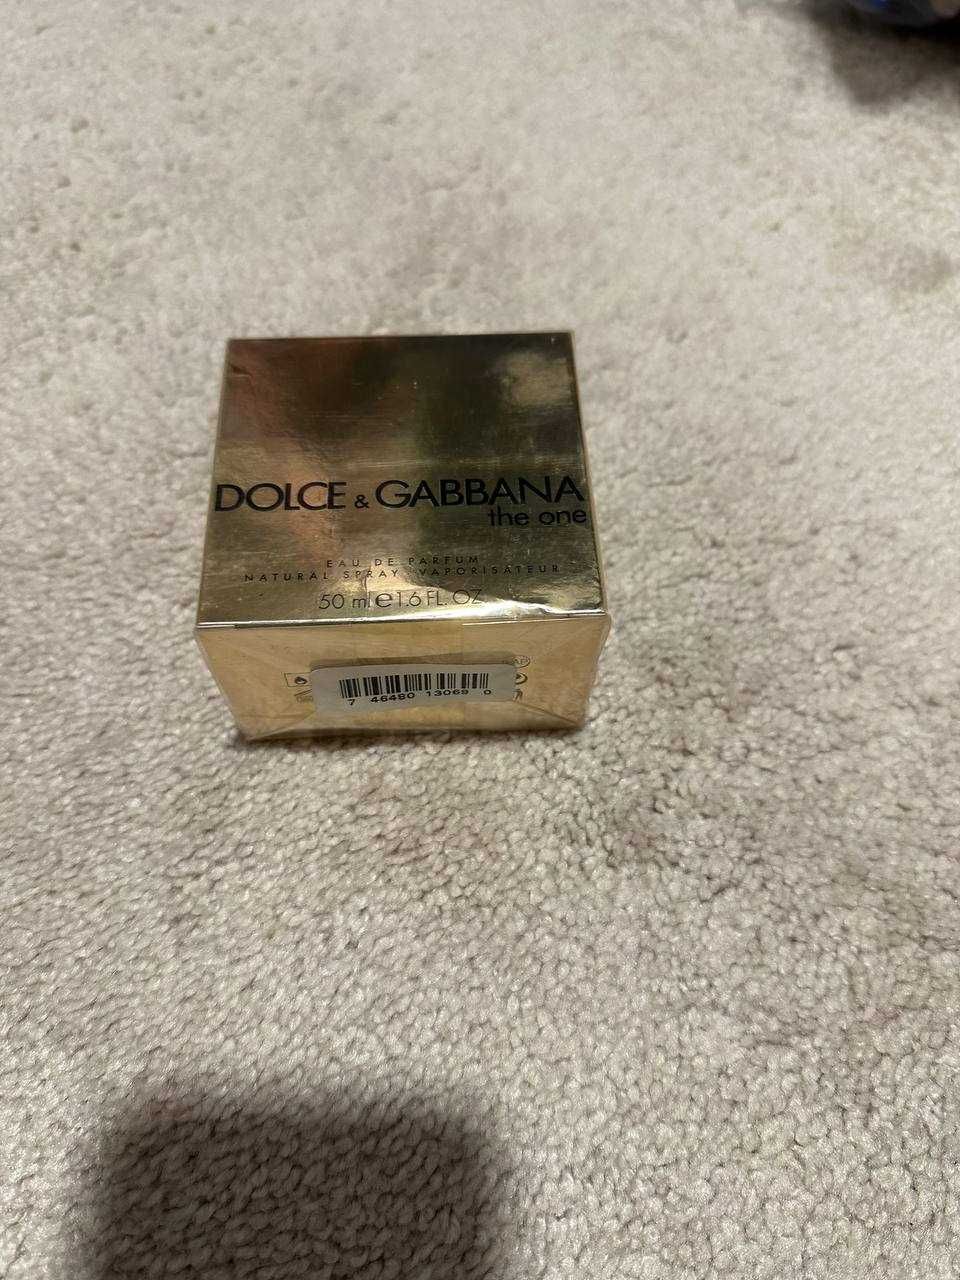 DOLCE & GABBANA
the one
EAU DE PARFUM
NATURAL SPRAY VAPORISATEUR
50 ml e 1.6 FL. OZ
7 46480 13069 0